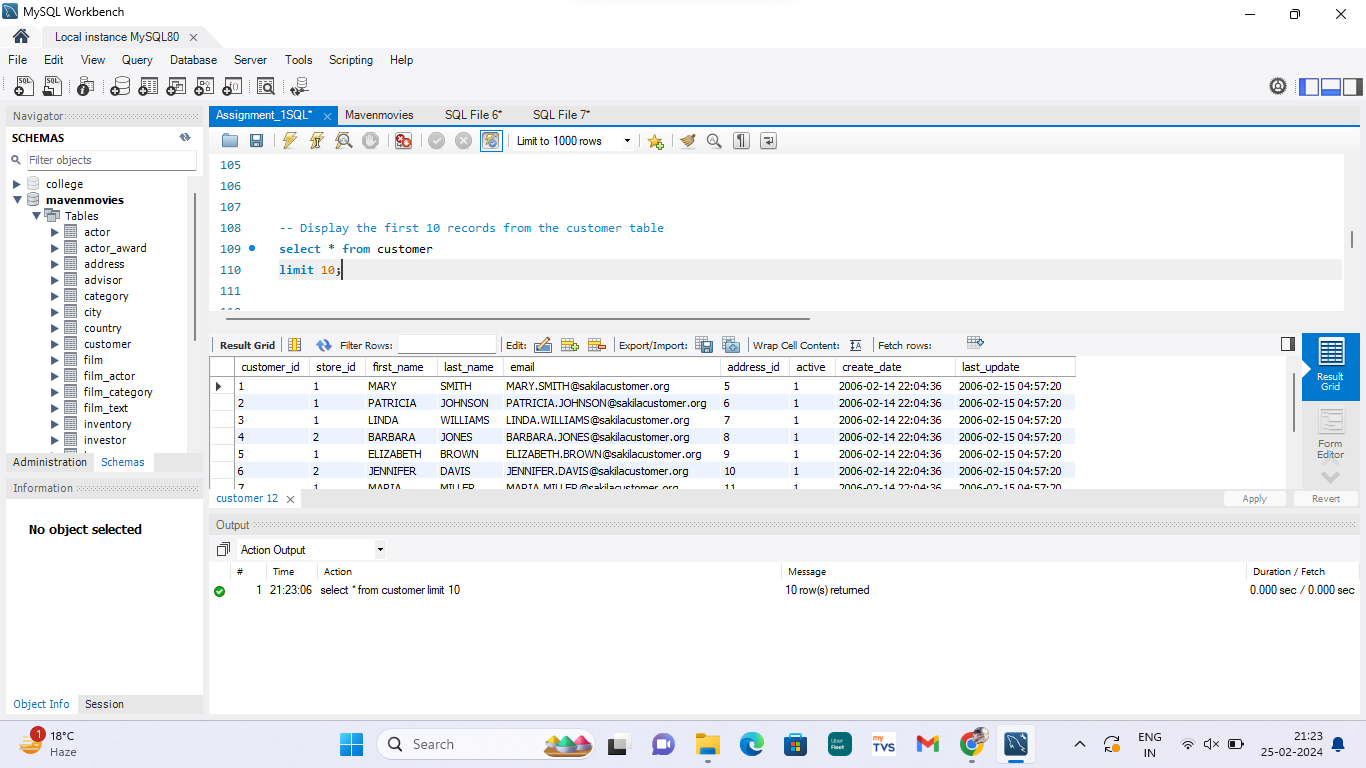 MySQL Workbench
Local instance MySQL80
File Edit View Query Database Server Tools Scripting Help
Navigator
SCHEMAS
Filter objects
college
mavenmovies
Tables
actor
actor_award
address
advisor
category
city
country
customer
film
film_actor
film_category
film_text
inventory
investor
Administration Schemas
Information
No object selected
Object Info Session
Assignment_1SQL* Mavenmovies SQL File 6* SQL File 7*
Limit to 1000 rows
105
106
107
108 -- Display the first 10 records from the customer table
109 select * from customer
110 limit 10;
111
Result Grid Filter Rows: Edit: Export/Import: Wrap Cell Content: Fetch rows:
customer_id store_id first_name last_name email address_id active create_date last_update
1 1 MARY SMITH MARY.SMITH@sakilacustomer.org 5 1 2006-02-14 22:04:36 2006-02-15 04:57:20
2 1 PATRICIA JOHNSON PATRICIA.JOHNSON@sakilacustomer.org 6 1 2006-02-14 22:04:36 2006-02-15 04:57:20
3 1 LINDA WILLIAMS LINDA.WILLIAMS@sakilacustomer.org 7 1 2006-02-14 22:04:36 2006-02-15 04:57:20
4 2 BARBARA JONES BARBARA.JONES@sakilacustomer.org 8 1 2006-02-14 22:04:36 2006-02-15 04:57:20
5 1 ELIZABETH BROWN ELIZABETH.BROWN@sakilacustomer.org 9 1 2006-02-14 22:04:36 2006-02-15 04:57:20
6 2 JENNIFER DAVIS JENNIFER.DAVIS@sakilacustomer.org 10 1 2006-02-14 22:04:36 2006-02-15 04:57:20
7 1 MARIA MILLER MARIA.MILLER@sakilacustomer.org 11 1 2006-02-14 22:04:36 2006-02-15 04:57:20
Result
Grid
Form
Editor
customer 12
Apply Revert
Output
Action Output
# Time Action Message Duration / Fetch
1 21:23:06 select * from customer limit 10 10 row(s) returned 0.000 sec / 0.000 sec
1
18°C
Haze
Search
Uber
Fleet
my
TVS
ENG
IN
21:23
25-02-2024